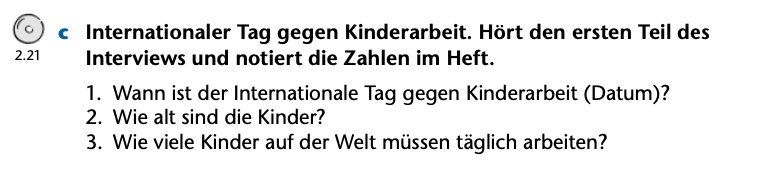 c Internationaler Tag gegen Kinderarbeit. Hört den ersten Teil des
2.21 Interviews und notiert die Zahlen im Heft.
1. Wann ist der Internationale Tag gegen Kinderarbeit (Datum)?
2. Wie alt sind die Kinder?
3. Wie viele Kinder auf der Welt müssen täglich arbeiten?